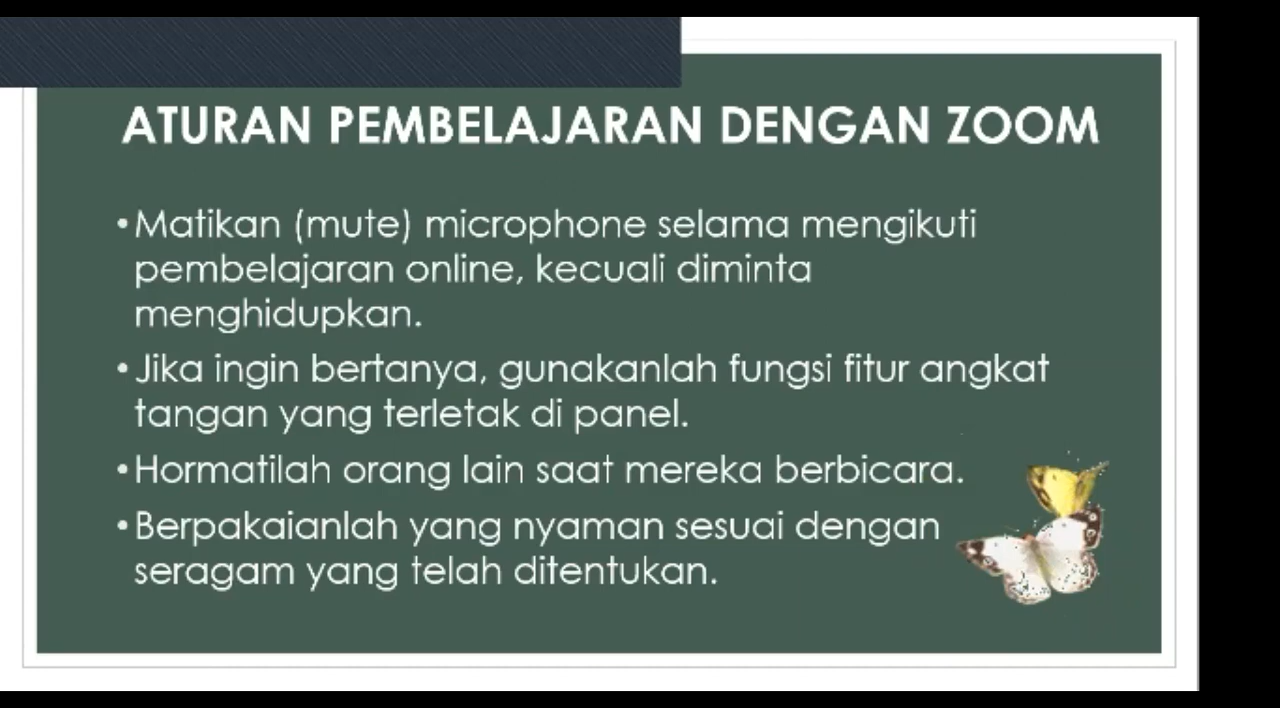 ATURAN PEMBELAJARAN DENGAN ZOOM
•Matikan (mute) microphone selama mengikuti
pembelajaran online, kecuali diminta
menghidupkan.
•Jika ingin bertanya, gunakanlah fungsi fitur angkat
tangan yang terletak di panel.
•Hormatilah orang lain saat mereka berbicara.
•Berpakaianlah yang nyaman sesuai dengan
seragam yang telah ditentukan.